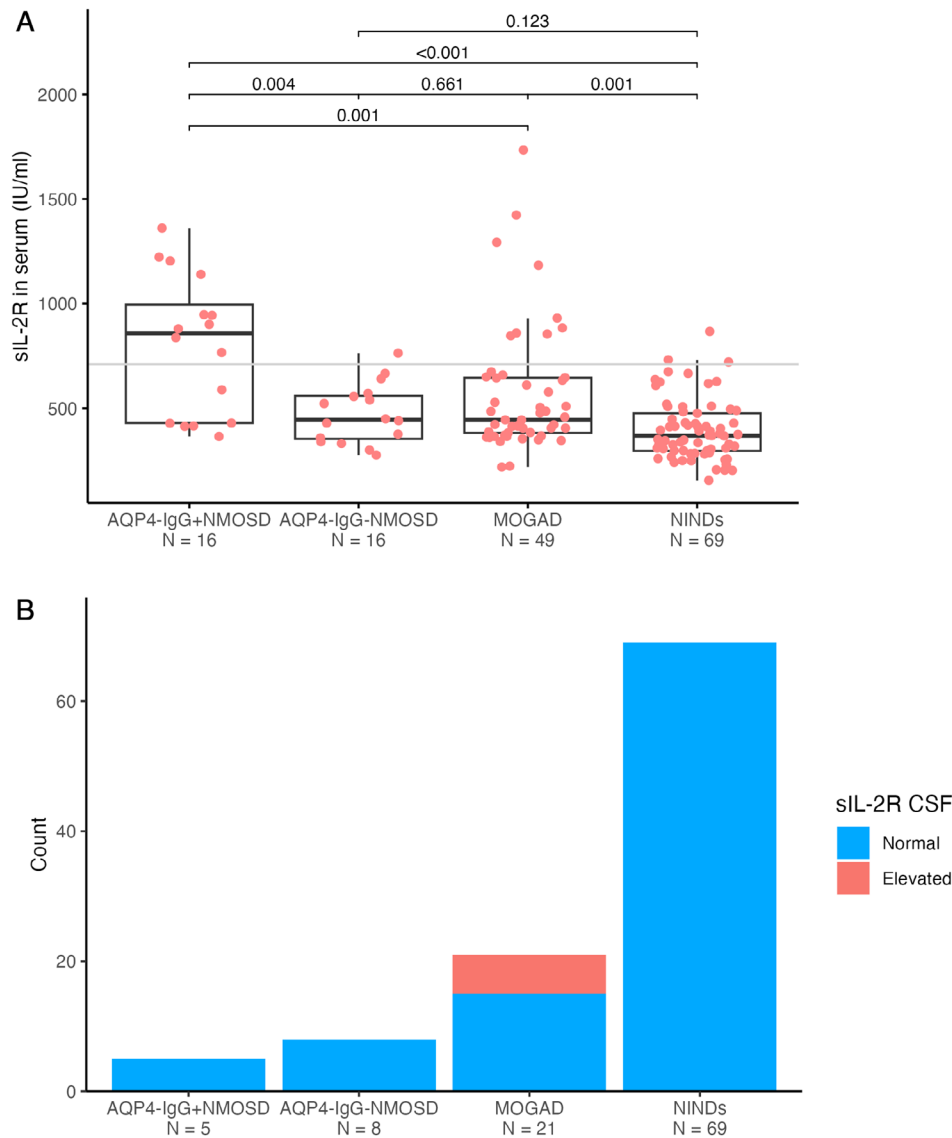 A
0.123
<0.001
0.004 0.661 0.001
0.001
sIL-2R in serum (IU/ml)
2000
1500
1000
500
AQP4-IgG+NMOSD AQP4-IgG-NMOSD MOGAD NINDs
N = 16 N = 16 N = 49 N = 69
B
Count
60
40
20
0
sIL-2R CSF
Normal
Elevated
AQP4-IgG+NMOSD AQP4-IgG-NMOSD MOGAD NINDs
N = 5 N = 8 N = 21 N = 69